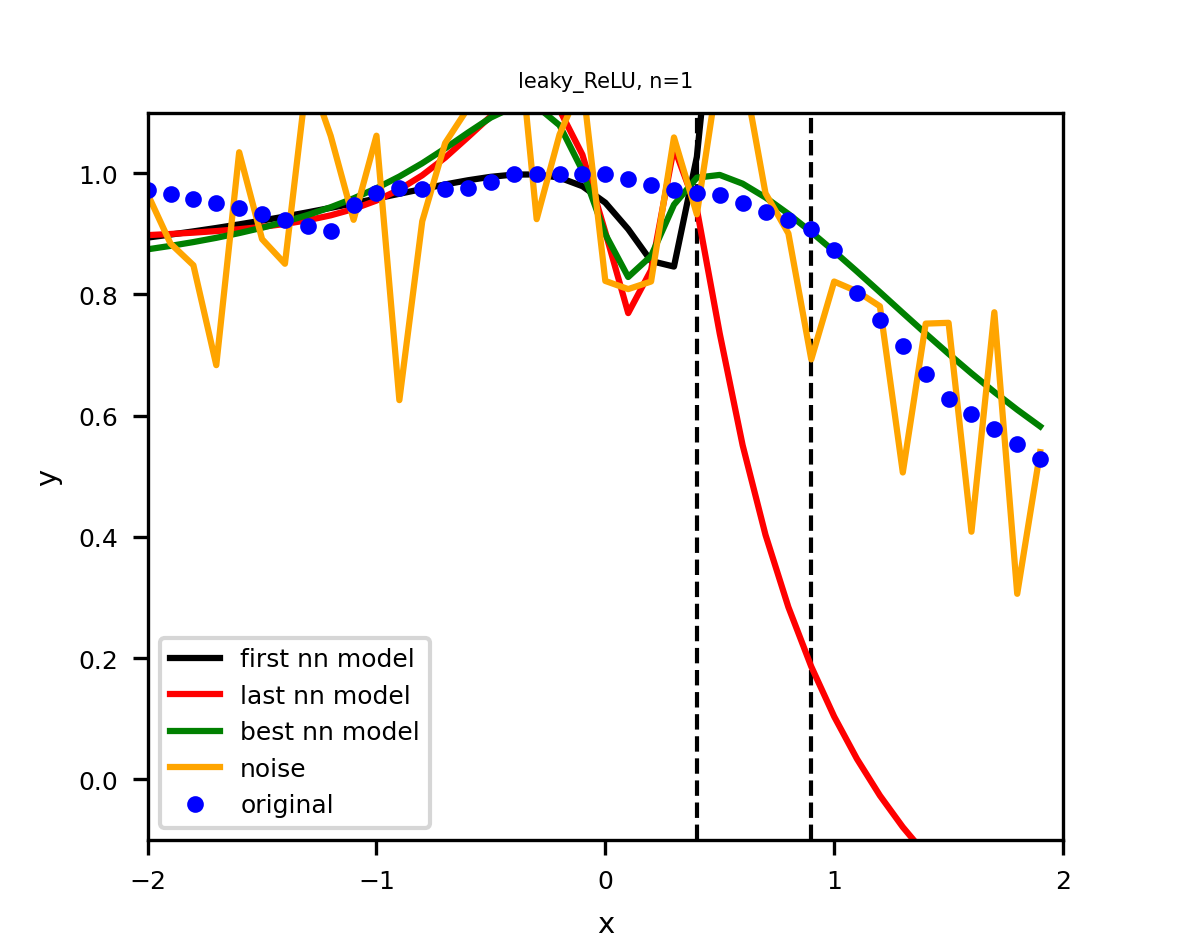 leaky_ReLU, n=1
1.0
0.8
0.6
0.4
0.2
0.0
y
first nn model
last nn model
best nn model
noise
original
−2 −1 0 1 2
x